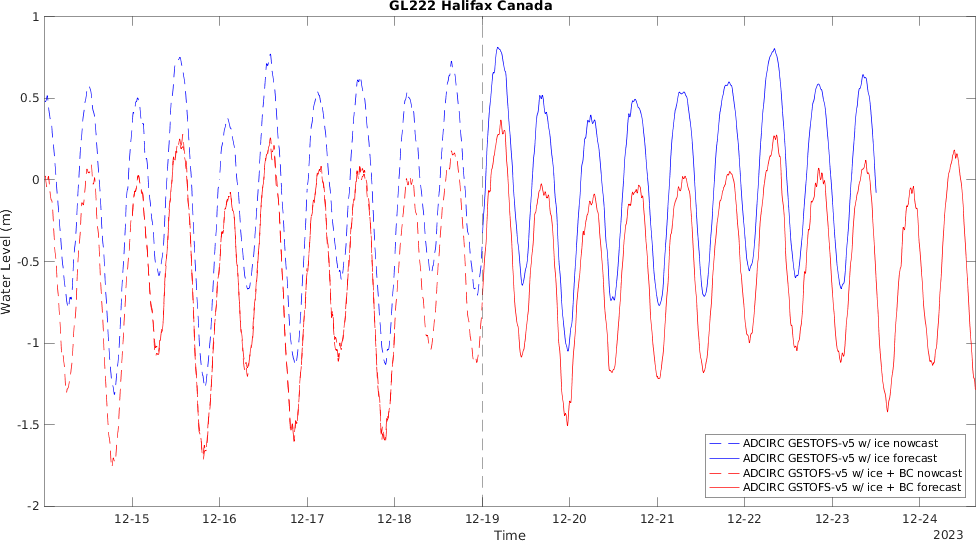 GL222 Halifax Canada
1
0.5
0
-0.5
-1
-1.5
-2
Water Level (m)
ADCIRC GESTOFS-v5 w/ ice nowcast
ADCIRC GESTOFS-v5 w/ ice forecast
ADCIRC GSTOFS-v5 w/ ice + BC nowcast
ADCIRC GSTOFS-v5 w/ ice + BC forecast
12-15 12-16 12-17 12-18 12-19 12-20 12-21 12-22 12-23 12-24
Time
2023